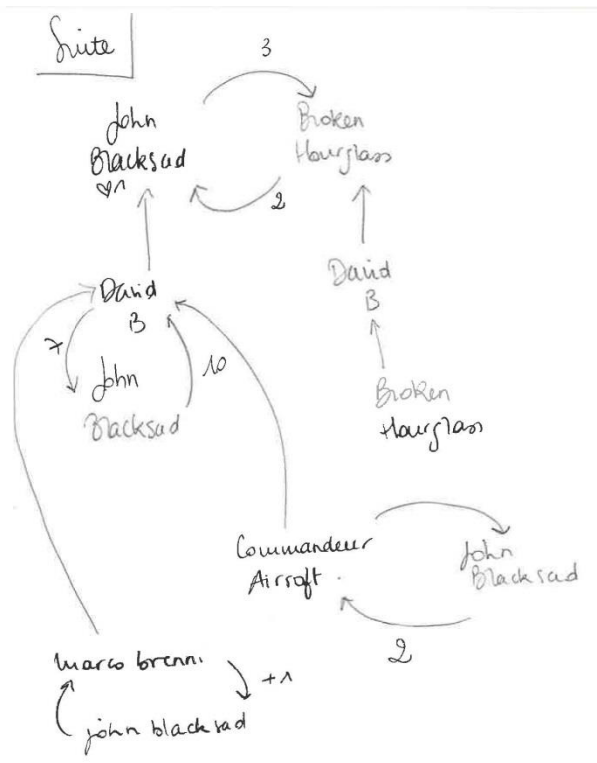 Suite
3
John
Blacksad
♡1
Broken
Hourglass
2
David
B
David
B
7
10
John
Blacksad
Broken
Hourglass
Commandeur
Airsoft.
John
Blacksad
2
marco brenni
+1
john blacksad